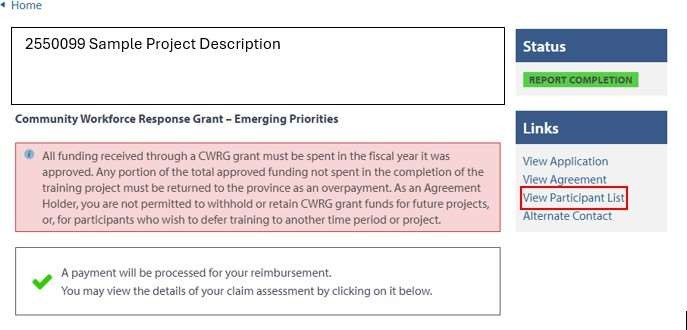 Home
2550099 Sample Project Description
Community Workforce Response Grant – Emerging Priorities
All funding received through a CWRG grant must be spent in the fiscal year it was
approved. Any portion of the total approved funding not spent in the completion of the
training project must be returned to the province as an overpayment. As an Agreement
Holder, you are not permitted to withhold or retain CWRG grant funds for future projects,
or, for participants who wish to defer training to another time period or project.
A payment will be processed for your reimbursement.
You may view the details of your claim assessment by clicking on it below.
Status
REPORT COMPLETION
Links
View Application
View Agreement
View Participant List
Alternate Contact